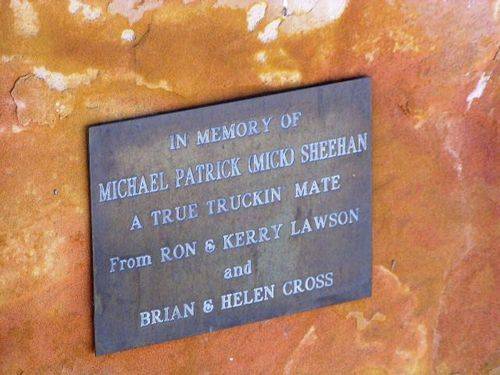 IN MEMORY OF
MICHAEL PATRICK (MICK) SHEEHAN
A TRUE TRUCKIN MATE
From RON & KERRY LAWSON
and
BRIAN & HELEN CROSS